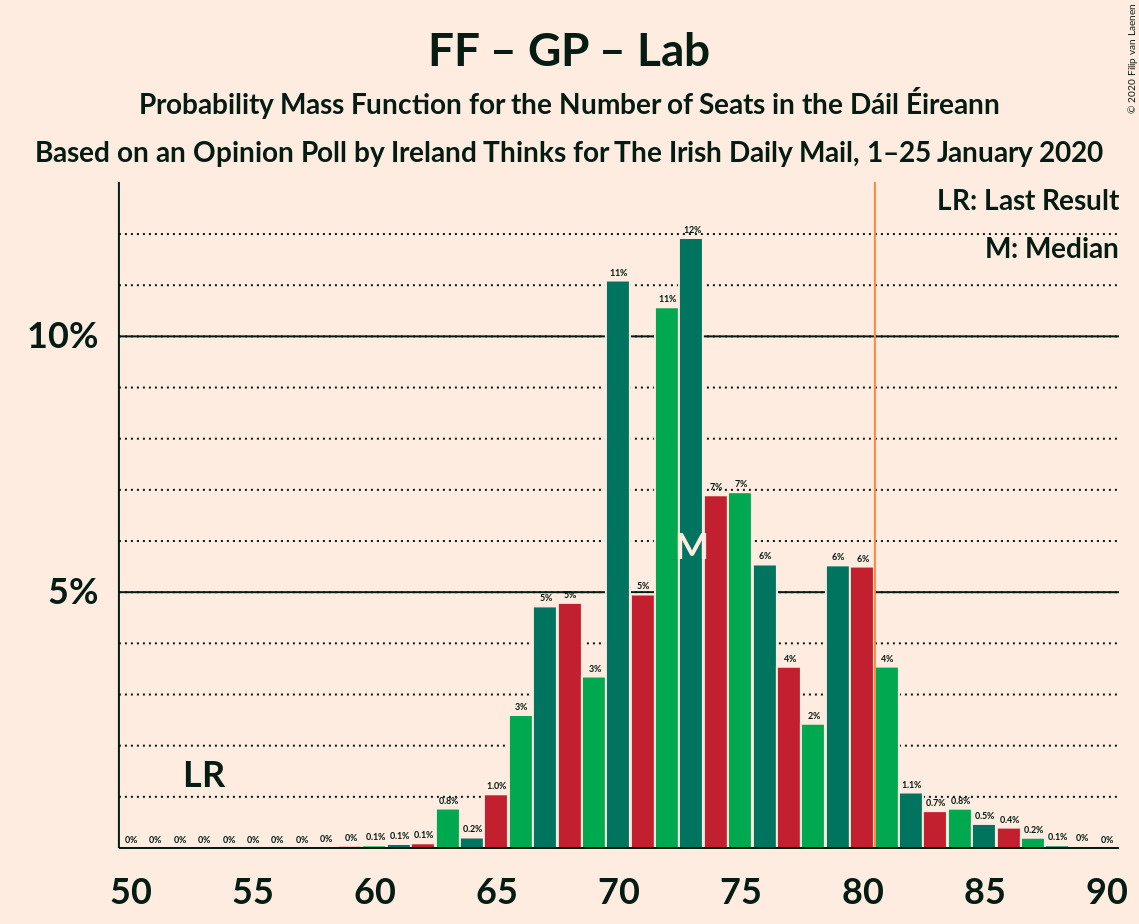 FF – GP – Lab
Probability Mass Function for the Number of Seats in the Dáil Éireann
Based on an Opinion Poll by Ireland Thinks for The Irish Daily Mail, 1–25 January 2020
© 2020 Filip van Laenen
LR: Last Result
M: Median
10%
5%
0% 0% 0% 0% 0% 0% 0% 0% 0% 0% 0.1% 0.1% 0.1% 0.8% 0.2% 1.0% 3% 5% 5% 3% 11% 5% 11% 12% 7% 7% 6% 4% 2% 6% 6% 4% 1.1% 0.7% 0.8% 0.5% 0.4% 0.2% 0.1% 0% 0%
M
LR
50 55 60 65 70 75 80 85 90